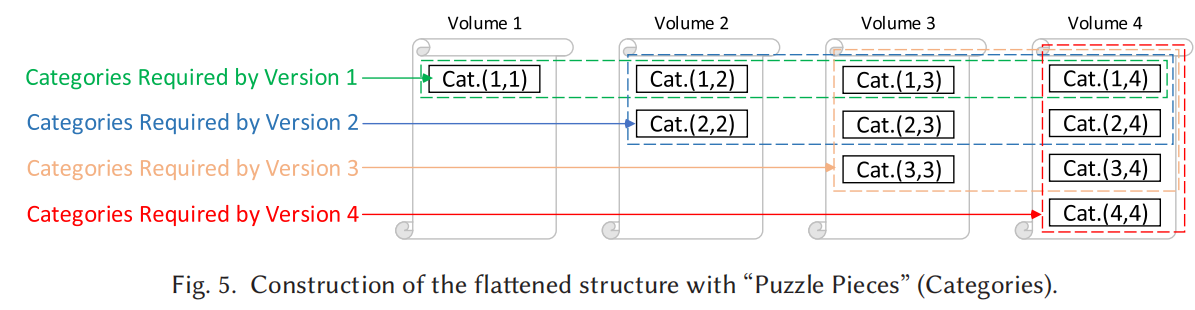 Volume 1 Volume 2 Volume 3 Volume 4
Categories Required by Version 1 Cat.(1,1) Cat.(1,2) Cat.(1,3) Cat.(1,4)
Categories Required by Version 2 Cat.(2,2) Cat.(2,3) Cat.(2,4)
Categories Required by Version 3 Cat.(3,3) Cat.(3,4)
Categories Required by Version 4 Cat.(4,4)
Fig. 5. Construction of the flattened structure with “Puzzle Pieces” (Categories).